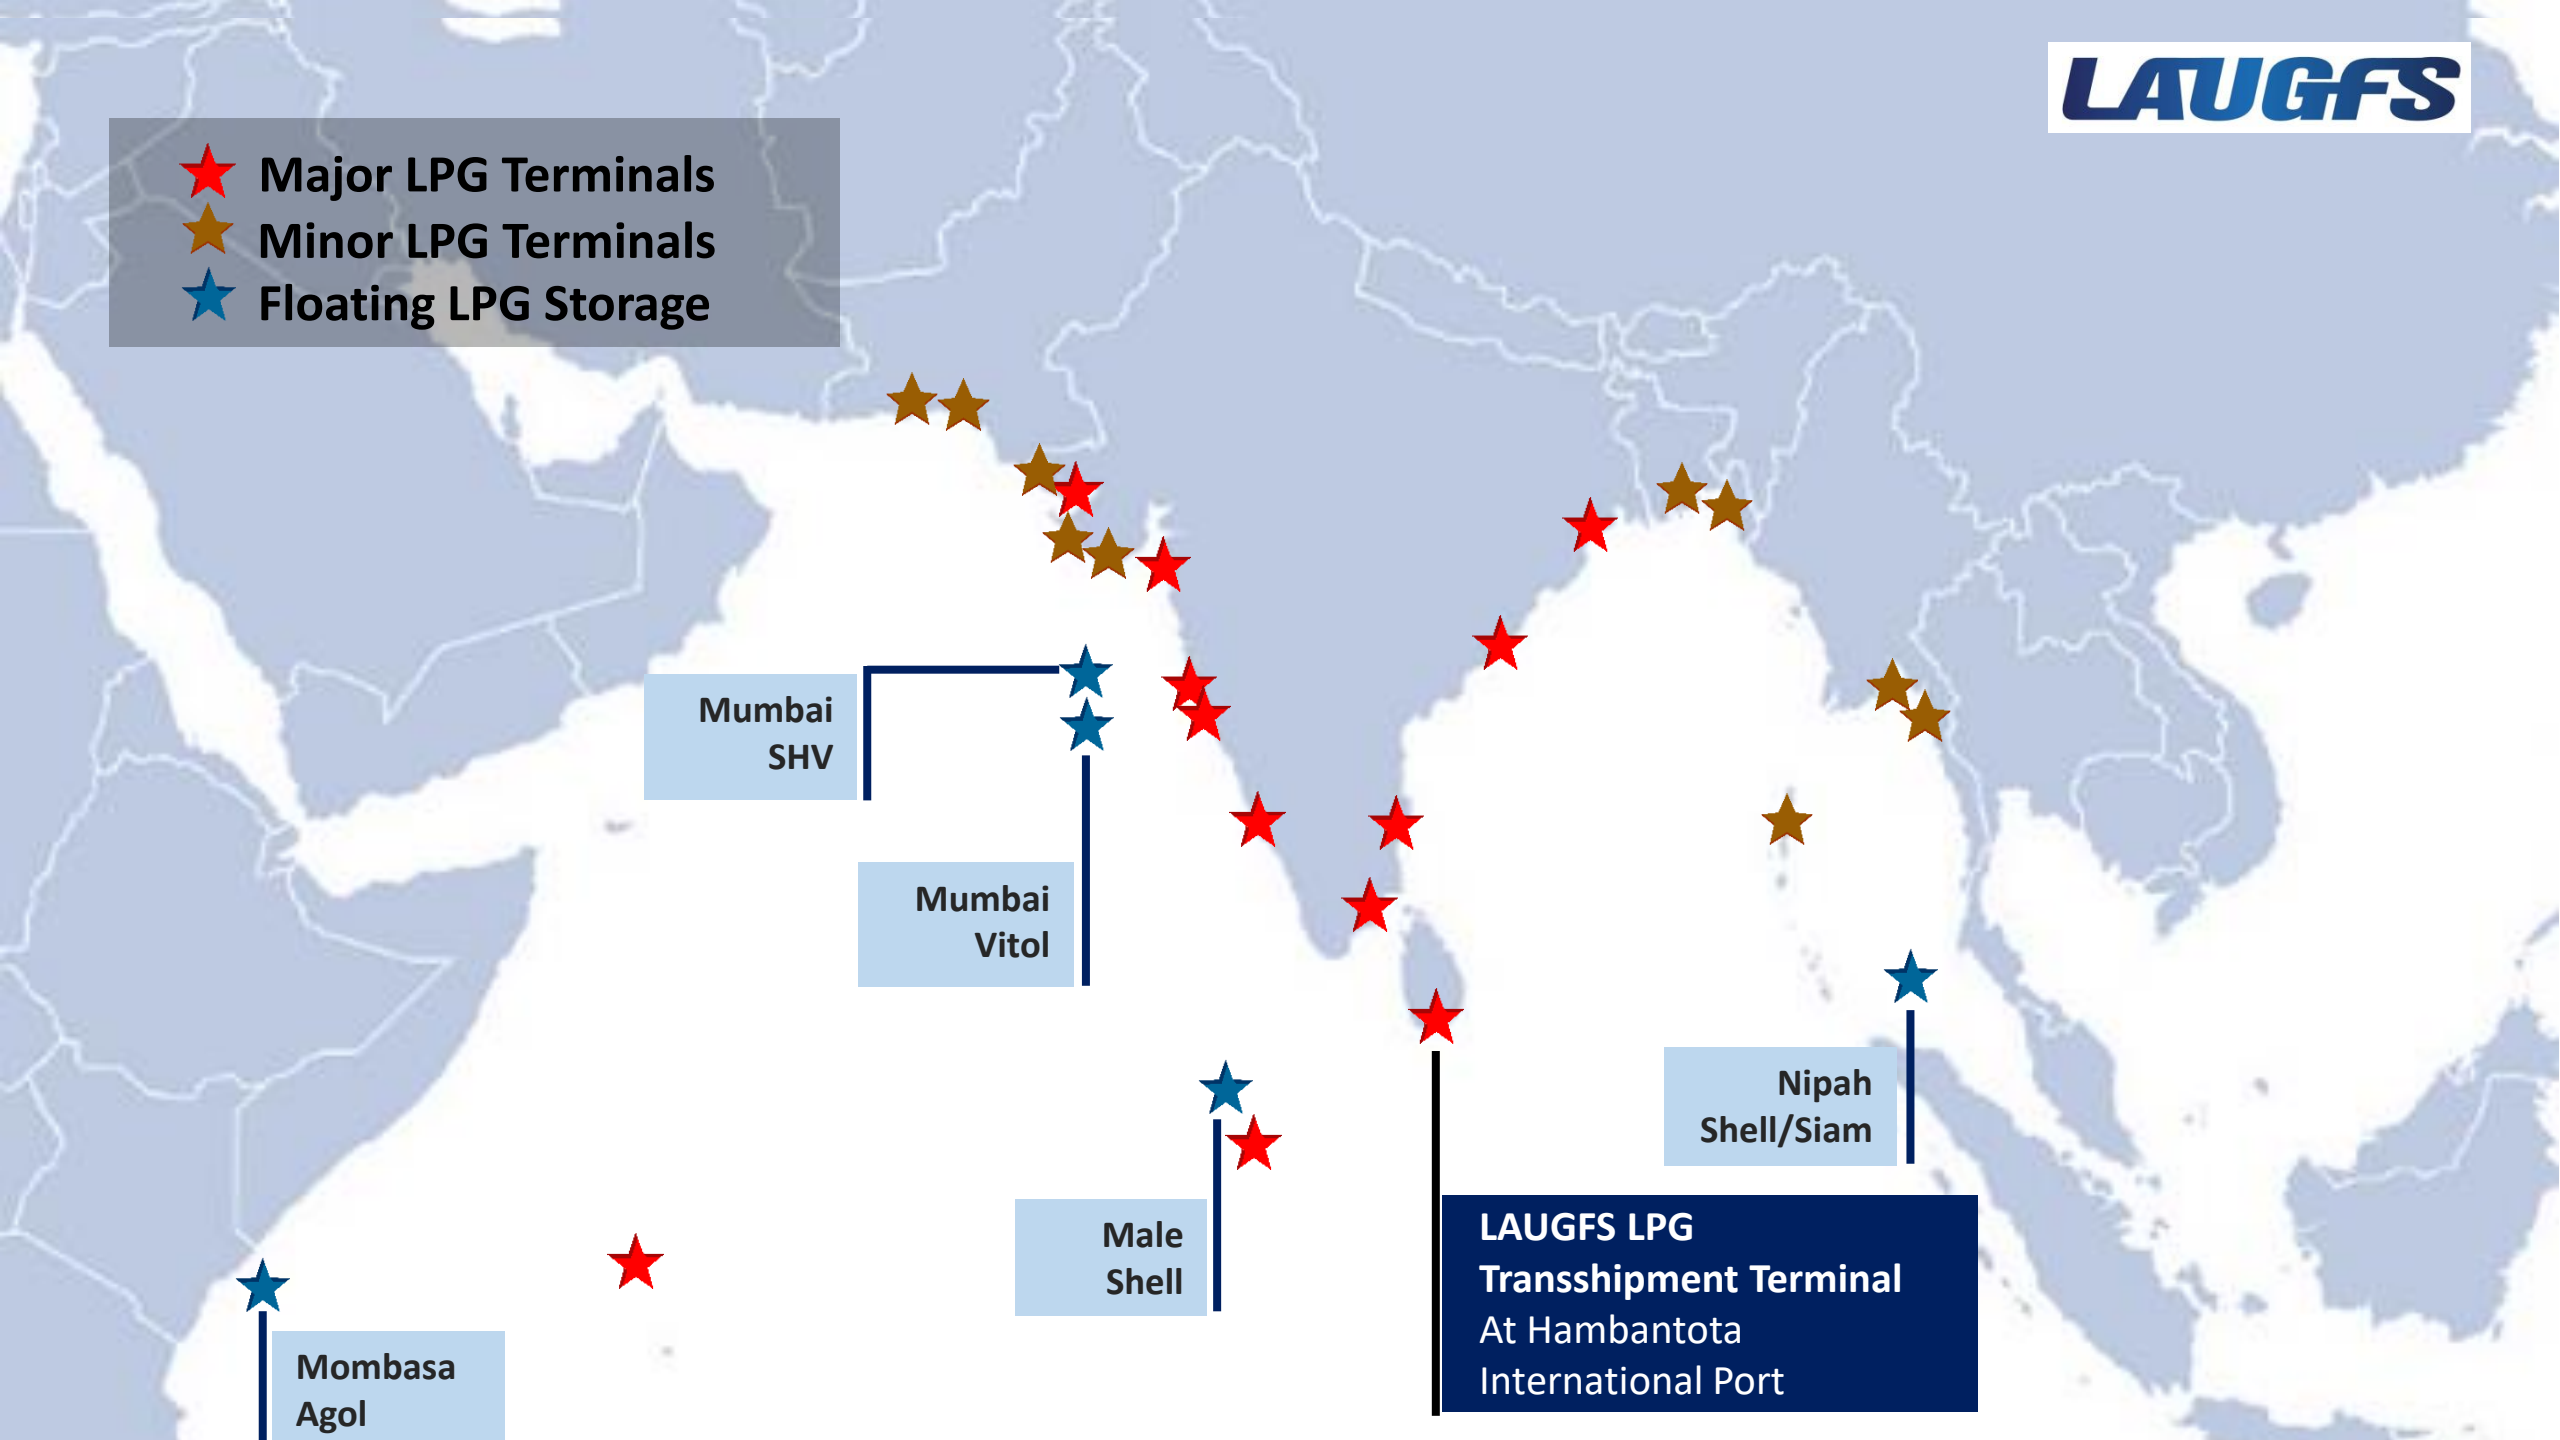 LAUGFS
Major LPG Terminals
Minor LPG Terminals
Floating LPG Storage
Mumbai
SHV
Mumbai
Vitol
Nipah
Shell/Siam
Male
Shell
LAUGFS LPG
Transshipment Terminal
At Hambantota
International Port
Mombasa
Agol